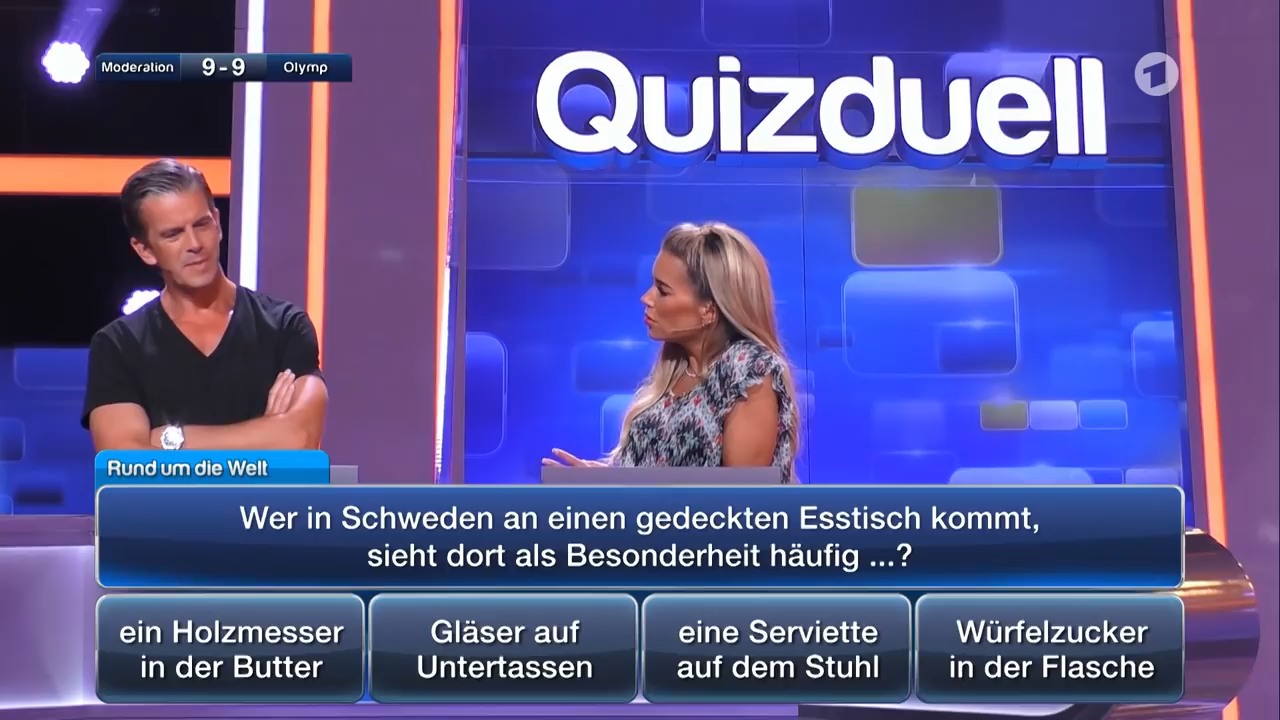 Moderation 9-9 Olymp
Quizduell
1
Rund um die Welt
Wer in Schweden an einen gedeckten Esstisch kommt,
sieht dort als Besonderheit häufig ...?
ein Holzmesser
in der Butter
Gläser auf
Untertassen
eine Serviette
auf dem Stuhl
Würfelzucker
in der Flasche